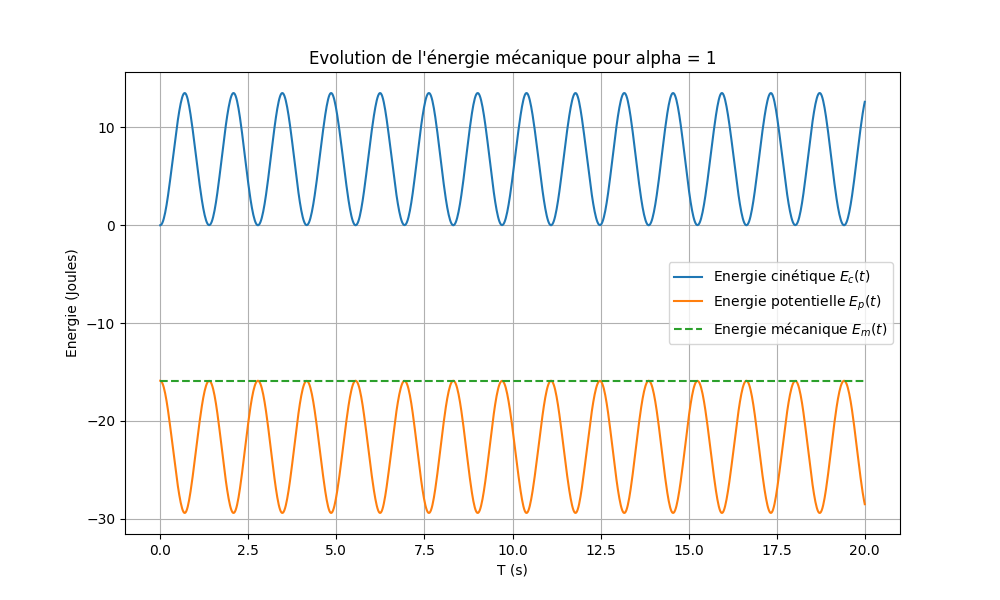 Evolution de l'énergie mécanique pour alpha = 1
Energie (Joules)
10
0
−10
−20
−30
Energie cinétique E_c(t)
Energie potentielle E_p(t)
Energie mécanique E_m(t)
0.0 2.5 5.0 7.5 10.0 12.5 15.0 17.5 20.0
T (s)